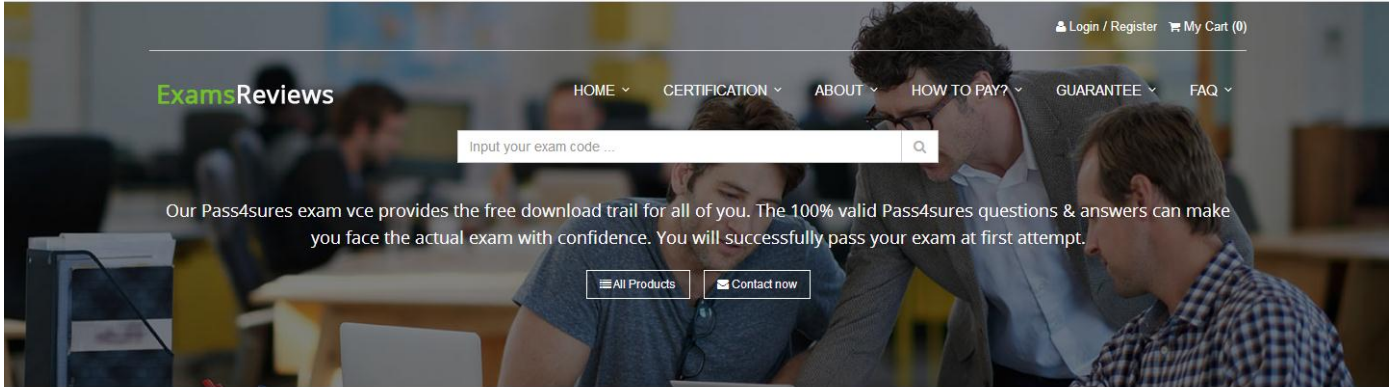 Login / Register My Cart (0)
ExamsReviews
HOME CERTIFICATION ABOUT HOW TO PAY? GUARANTEE FAQ
Input your exam code ...
Our Pass4sures exam vce provides the free download trail for all of you. The 100% valid Pass4sures questions & answers can make
you face the actual exam with confidence. You will successfully pass your exam at first attempt.
All Products Contact now